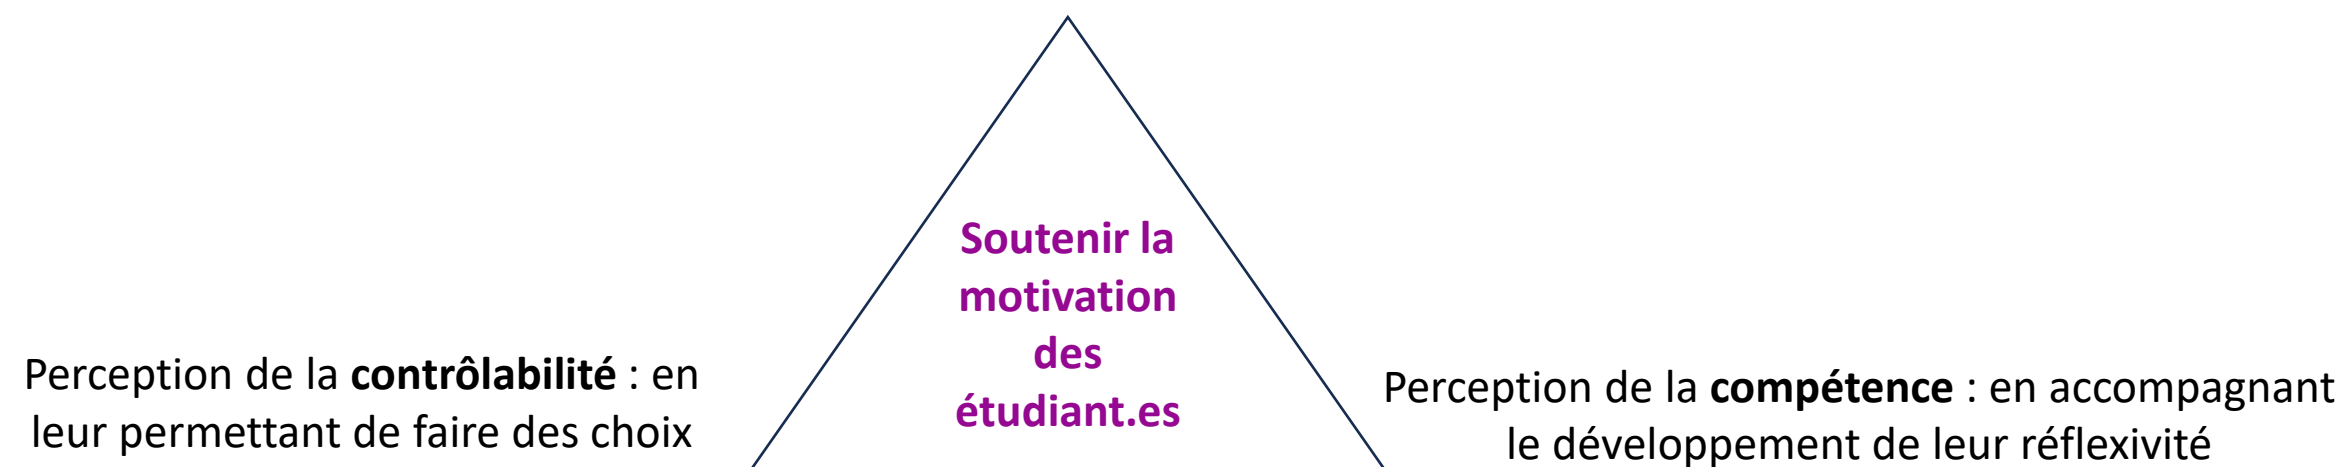 Soutenir la
motivation
des
étudiant.es
Perception de la contrôlabilité : en
leur permettant de faire des choix
Perception de la compétence : en accompagnant
le développement de leur réflexivité